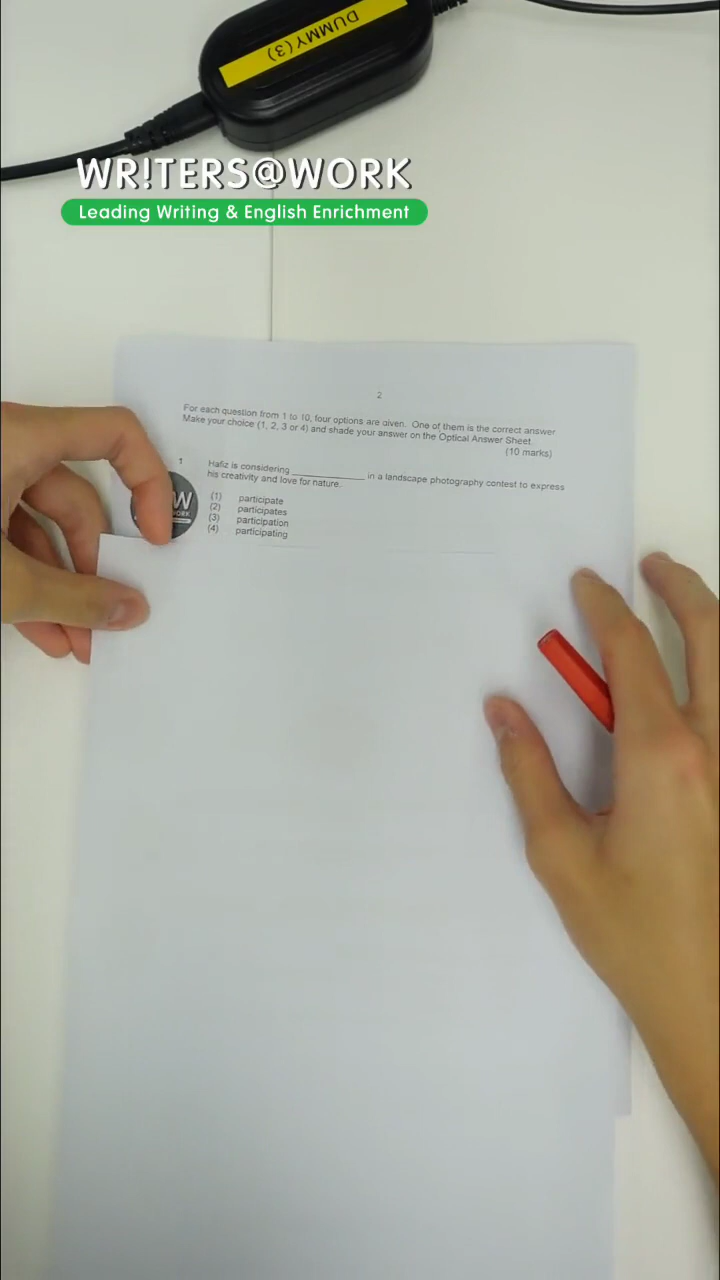 DUMMY(3)
WR!TERS@WORK
Leading Writing & English Enrichment
2
For each question from 1 to 10, four options are given. One of them is the correct answer
Make your choice (1, 2, 3 or 4) and shade your answer on the Optical Answer Sheet.
(10 marks)
1 Hafiz is considering ______________ in a landscape photography contest to express
his creativity and love for nature.
(1) participate
(2) participates
(3) participation
(4) participating